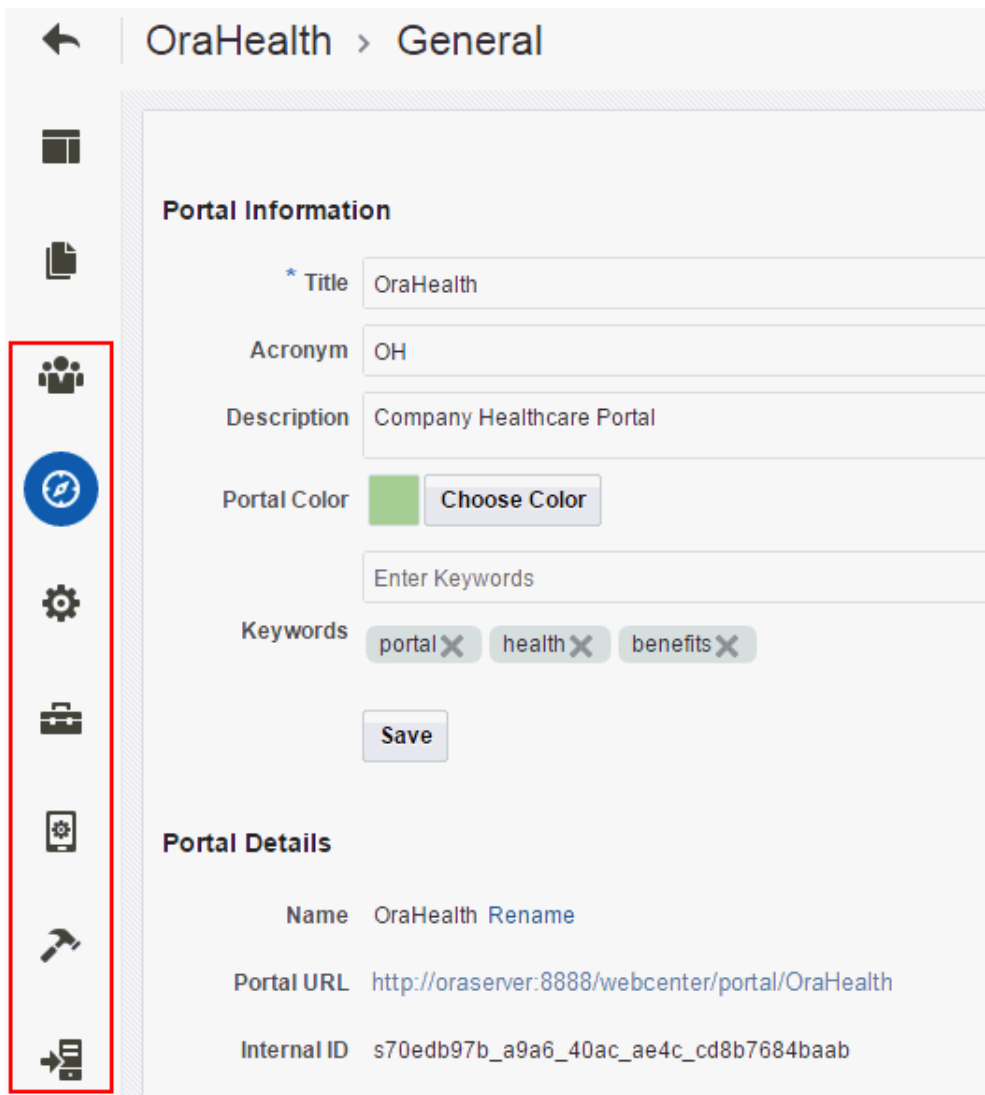 OraHealth > General
Portal Information
* Title OraHealth
Acronym OH
Description Company Healthcare Portal
Portal Color Choose Color
Enter Keywords
Keywords portal health benefits
Save
Portal Details
Name OraHealth Rename
Portal URL http://oraserver:8888/webcenter/portal/OraHealth
Internal ID s70edb97b_a9a6_40ac_ae4c_cd8b7684baab